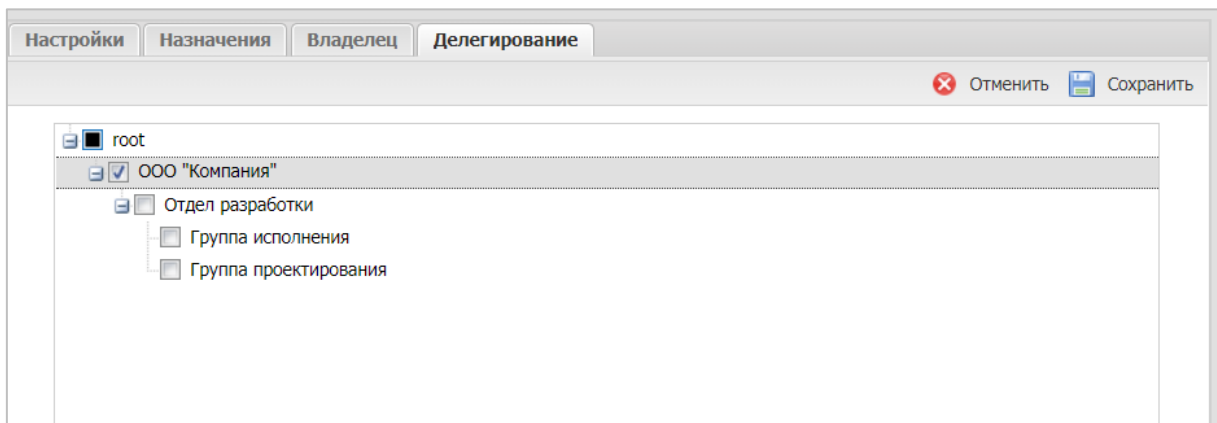 Настройки Назначения Владелец Делегирование
Отменить Сохранить
root
ООО "Компания"
Отдел разработки
Группа исполнения
Группа проектирования